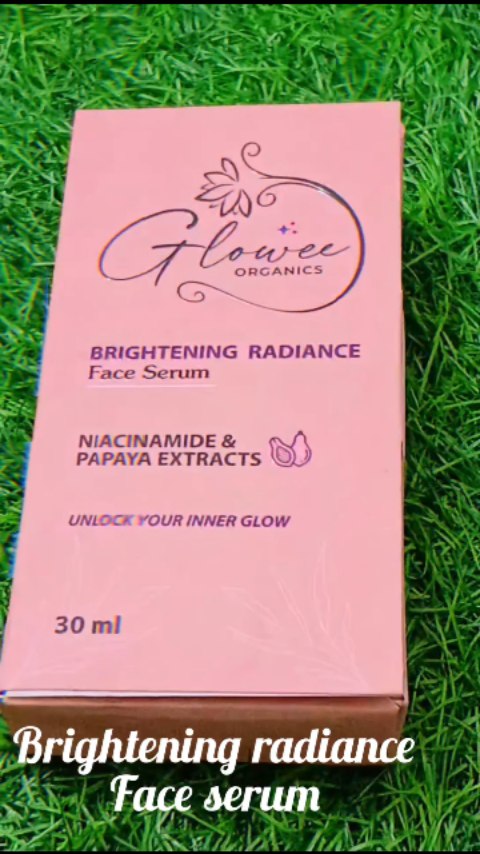 Glowee
ORGANICS
BRIGHTENING RADIANCE
Face Serum
NIACINAMIDE &
PAPAYA EXTRACTS
UNLOCK YOUR INNER GLOW
30 ml
Brightening radiance
Face serum